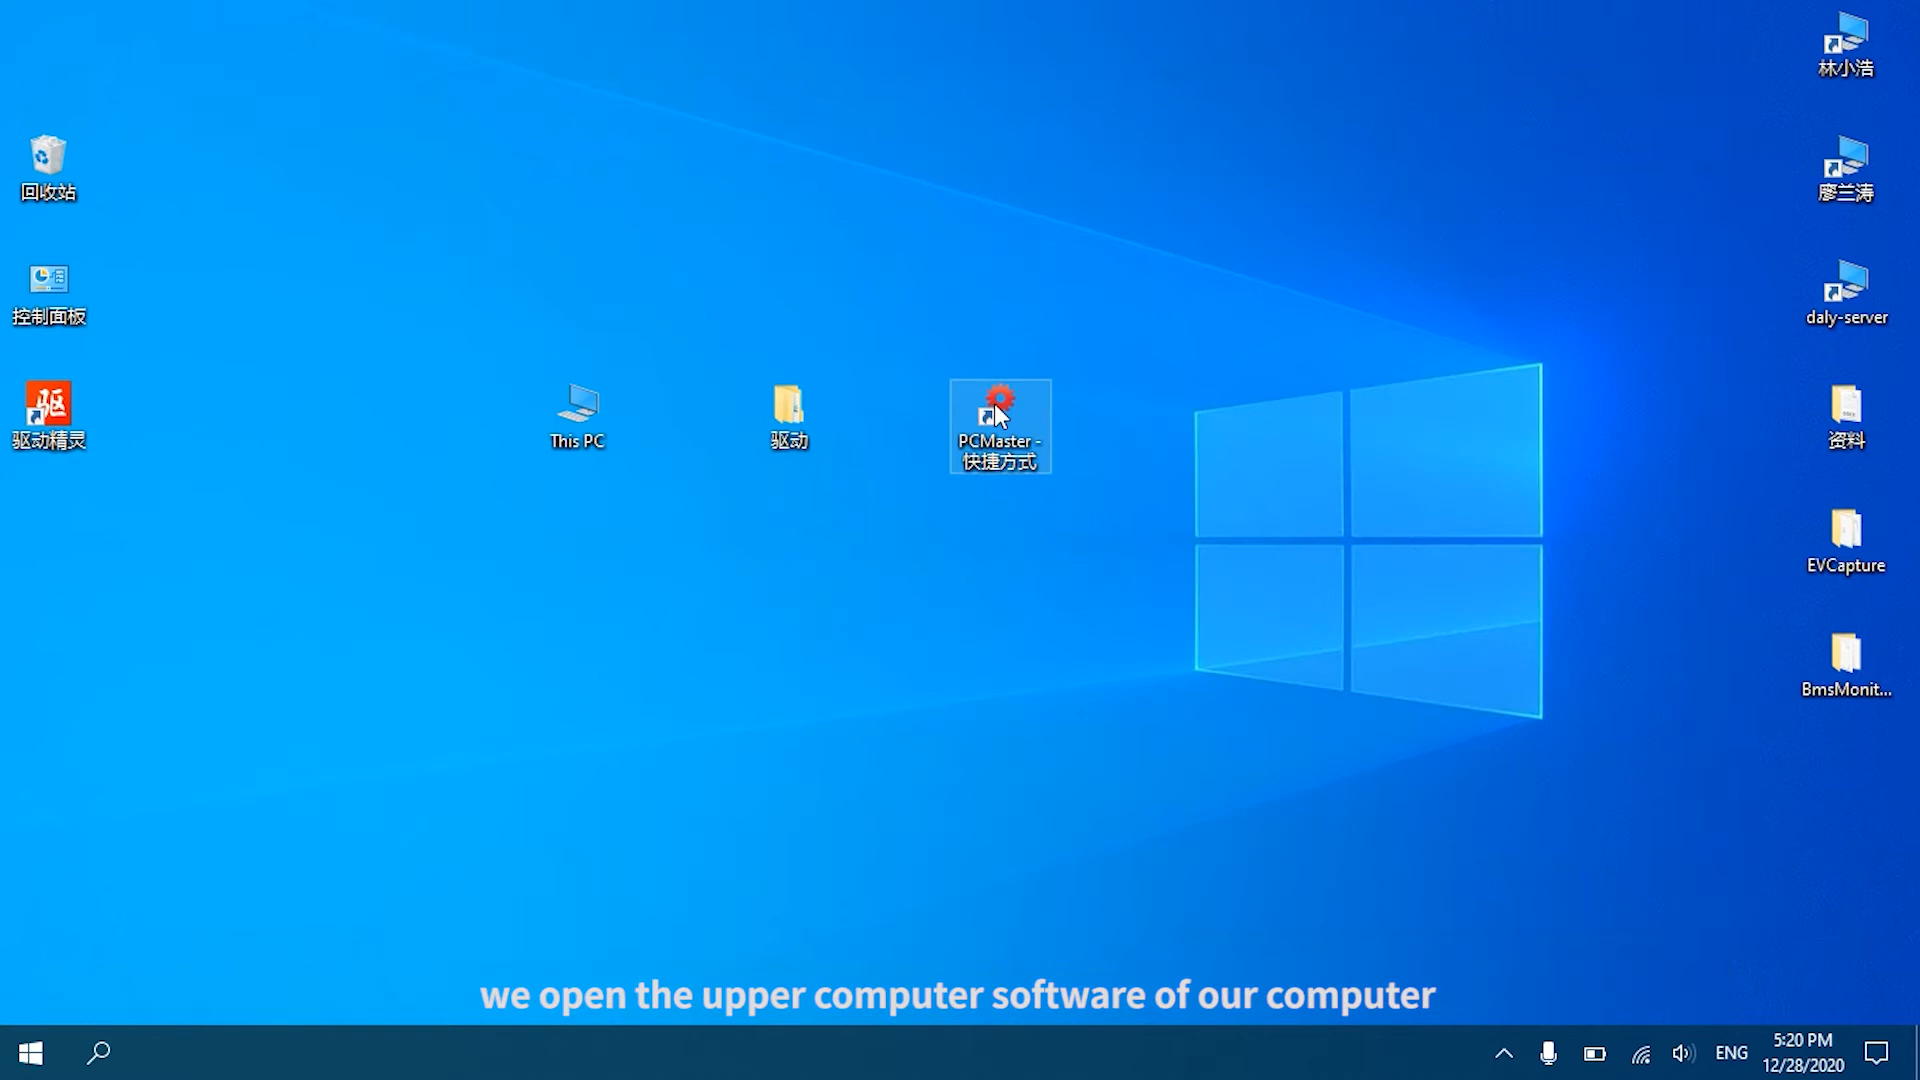 林小浩
回收站
廖兰涛
控制面板
daly-server
驱
驱动精灵
This PC
驱动
PCMaster -
快捷方式
资料
EVCapture
BmsMonit...
we open the upper computer software of our computer
ENG
5:20 PM
12/28/2020